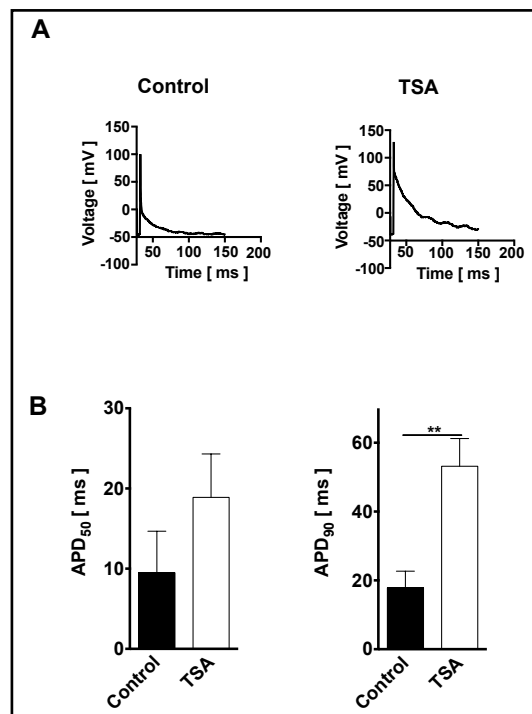 A
Control
TSA
Voltage [ mV ]
150
100
50
0
-50
-100
50 100 150 200
Time [ ms ]
Voltage [ mV ]
150
100
50
0
-50
-100
50 100 150 200
Time [ ms ]
B
APD50 [ ms ]
30
20
10
0
Control
TSA
APD90 [ ms ]
60
40
20
0
**
Control
TSA